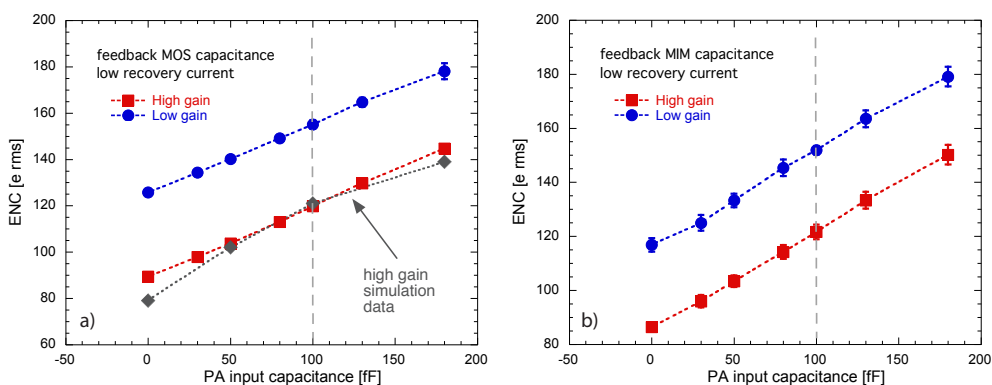 200
180
160
140
120
100
80
60
ENC [e rms]
feedback MOS capacitance
low recovery current
High gain
Low gain
high gain
simulation
data
a)
-50 0 50 100 150 200
PA input capacitance [fF]
200
180
160
140
120
100
80
ENC [e rms]
feedback MIM capacitance
low recovery current
High gain
Low gain
b)
-50 0 50 100 150 200
PA input capacitance [fF]